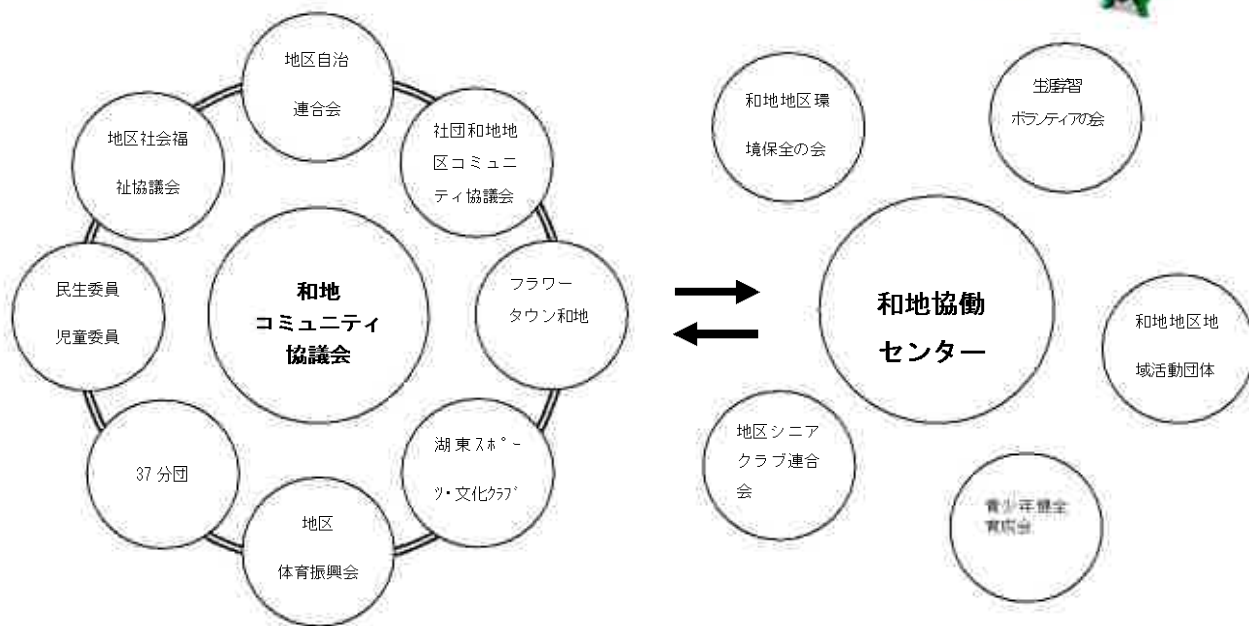 地区自治
連合会
社団和地地
区コミュニ
ティ協議会
フラワー
タウン和地
湖東スポー
ツ・文化クラブ
地区
体育振興会
37分団
民生委員
児童委員
地区社会福
祉協議会
和地
コミュニティ
協議会
和地地区環
境保全の会
生涯学習
ボランティアの会
和地協働
センター
和地地区地
域活動団体
青少年健全
育成会
地区シニア
クラブ連合
会